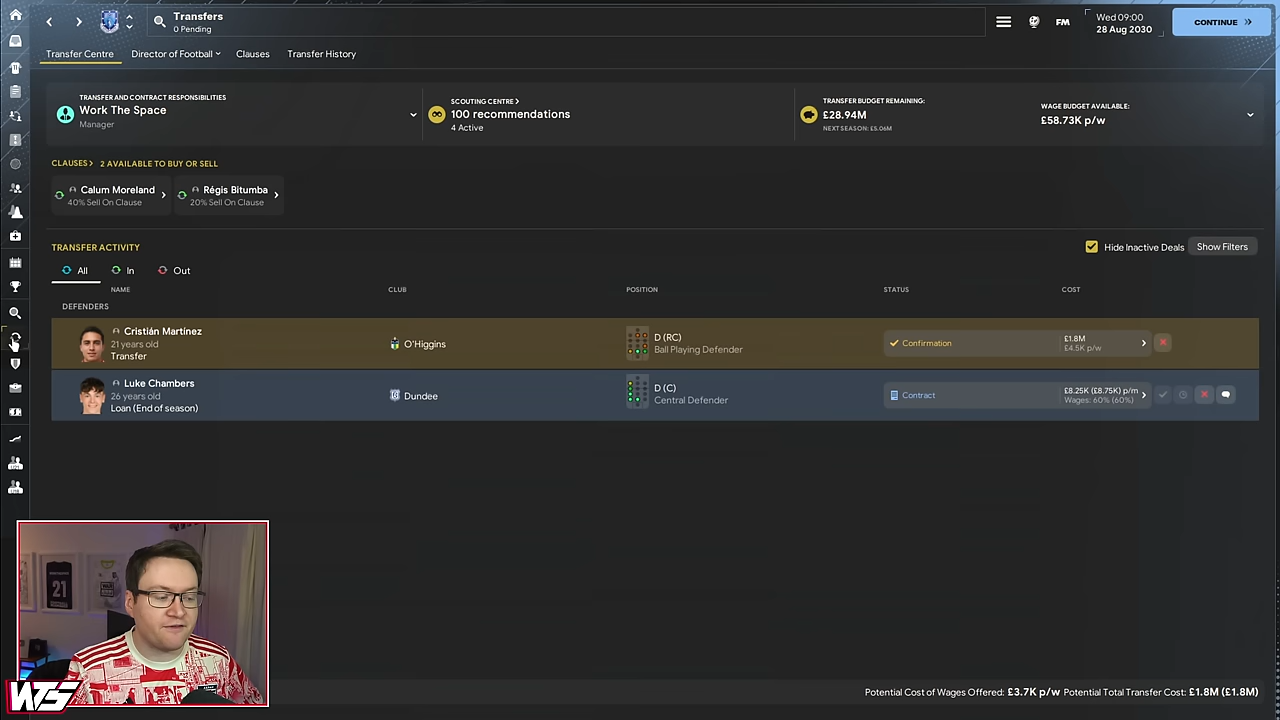 Transfers
0 Pending
FM
Wed 09:00
28 Aug 2030
CONTINUE
Transfer Centre
Director of Football
Clauses
Transfer History
TRANSFER AND CONTRACT RESPONSIBILITIES
Work The Space
Manager
SCOUTING CENTRE >
100 recommendations
4 Active
TRANSFER BUDGET REMAINING:
£28.94M
NEXT SEASON: £5.06M
WAGE BUDGET AVAILABLE:
£58.73K p/w
CLAUSES > 2 AVAILABLE TO BUY OR SELL
Calum Moreland
40% Sell On Clause
Régis Bitumba
20% Sell On Clause
TRANSFER ACTIVITY
Hide Inactive Deals
Show Filters
All
In
Out
NAME CLUB POSITION STATUS COST
DEFENDERS
Cristián Martínez
21 years old
Transfer
O'Higgins
D (RC)
Ball Playing Defender
Confirmation
£1.8M
£4.5K p/w
Luke Chambers
26 years old
Loan (End of season)
Dundee
D (C)
Central Defender
Contract
£8.25K (£8.75K) p/m
Wages: 60% (60%)
21
WTS
Potential Cost of Wages Offered: £3.7K p/w Potential Total Transfer Cost: £1.8M (£1.8M)